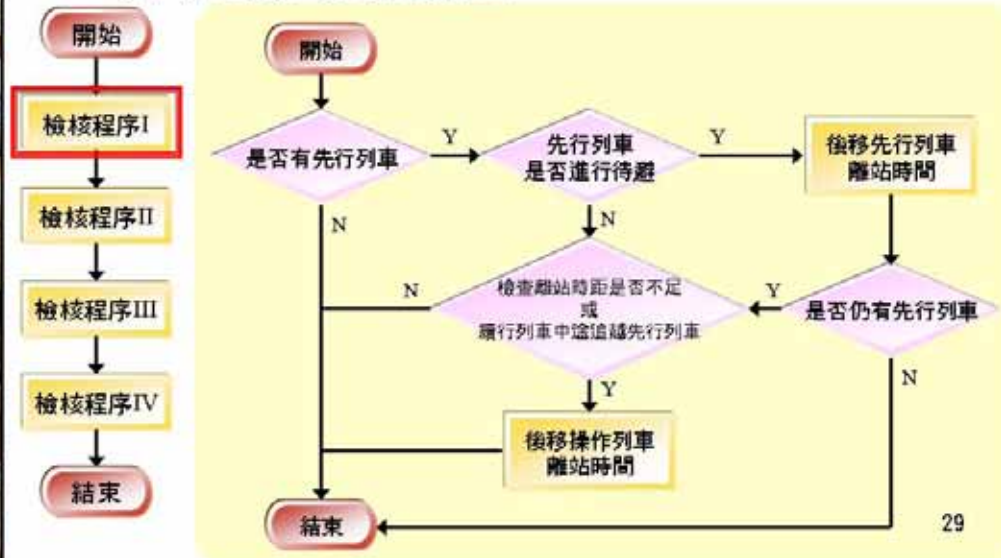 開始
檢核程序I
檢核程序II
檢核程序III
檢核程序IV
結束
開始
是否有先行列車
Y
先行列車
是否進行待避
Y
後移先行列車
離站時間
N
N
N
檢查離站時距是否不足
或
續行列車中途追越先行列車
Y
是否仍有先行列車
Y
N
後移操作列車
離站時間
結束
29